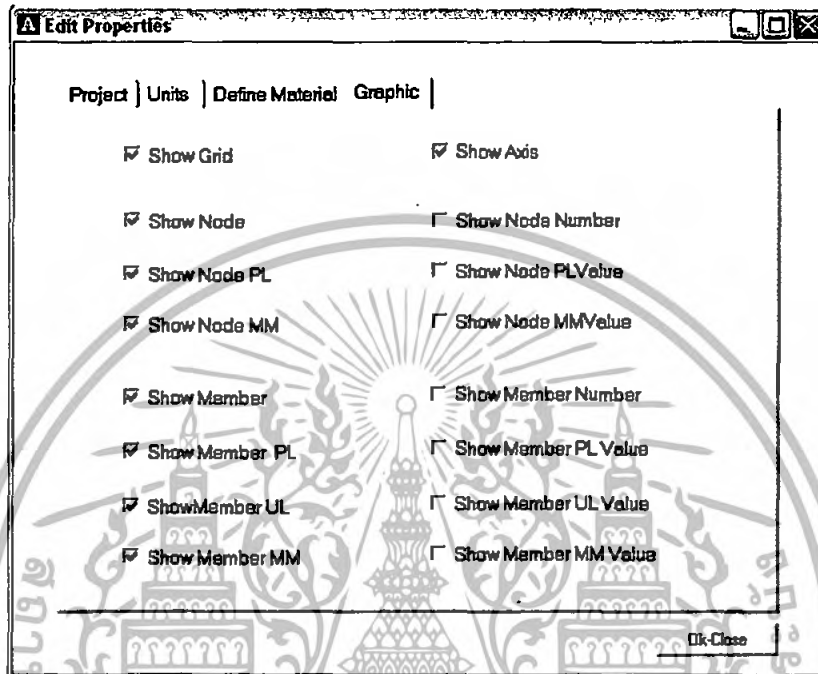 Edit Properties
Project Units Define Material Graphic
Show Grid Show Axis
Show Node Show Node Number
Show Node PL Show Node PLValue
Show Node MM Show Node MMValue
Show Member Show Member Number
Show Member PL Show Member PL Value
ShowMember UL Show Member UL Value
Show Member MM Show Member MM Value
Ok-Close